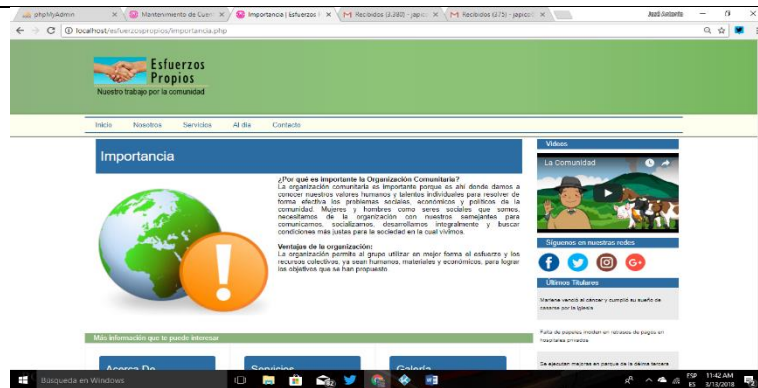 phpMyAdmin
Mantenimiento de Cuen
Importancia | Esfuerzos P
Recibidos (3.280) - japic
Recibidos (375) - japic
localhost/esfuerzospropios/importancia.php
Esfuerzos
Propios
Nuestro trabajo por la comunidad
Inicio Nosotros Servicios Al día Contacto
Importancia
¿Por qué es importante la Organización Comunitaria?
La organización comunitaria es importante porque es ahí donde damos a
conocer nuestros valores humanos y talentos individuales para resolver de
forma efectiva los problemas sociales, económicos y políticos de la
comunidad. Mujeres y hombres como seres sociales que somos,
necesitamos de la organización con nuestros semejantes para
comunicarnos, socializarnos, desarrollarnos integralmente y buscar
condiciones más justas para la sociedad en la cual vivimos.
Ventajas de la organización:
La organización permite al grupo utilizar en mejor forma el esfuerzo y los
recursos colectivos, ya sean humanos, materiales y económicos, para lograr
los objetivos que se han propuesto.
Videos
La Comunidad
Síguenos en nuestras redes
Últimos Titulares
Marlene venció al cáncer y cumplió su sueño de
casarse por la iglesia
Falta de papeles inciden en retrasos de pagos en
hospitales privados
Se ejecutan mejoras en parque de la décima tercera
Más información que te puede interesar
Acerca De
Servicios
Galería
Búsqueda en Windows
ESP
ES
11:42 AM
3/13/2018